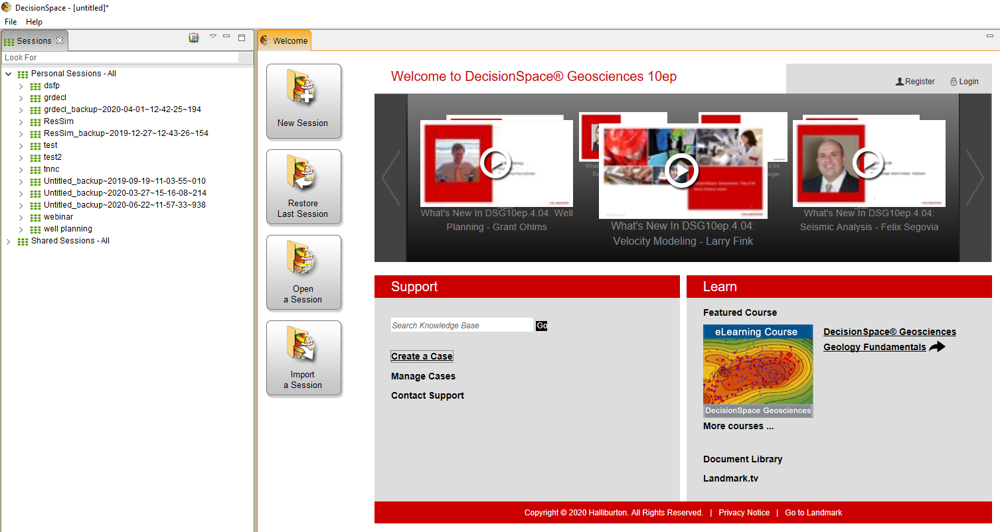 DecisionSpace - [untitled]*
File Help
Sessions
Look For
Personal Sessions - All
dsfp
grdecl
grdecl_backup~2020-04-01~12-42-25~194
ResSim
ResSim_backup~2019-12-27~12-43-26~154
test
test2
tnnc
Untitled_backup~2019-09-19~11-03-55~010
Untitled_backup~2020-03-27~15-16-08~214
Untitled_backup~2020-06-22~11-57-33~938
webinar
well planning
Shared Sessions - All
Welcome
New Session
Restore
Last Session
Open
a Session
Import
a Session
Welcome to DecisionSpace® Geosciences 10ep
Register Login
What's New In DSG10ep.4.04: Well
Planning - Grant Ohlms
What's New In DSG10ep.4.04:
Velocity Modeling - Larry Fink
What's New In DSG10ep.4.04:
Seismic Analysis - Felix Segovia
Support
Search Knowledge Base Go
Create a Case
Manage Cases
Contact Support
Learn
Featured Course
eLearning Course
DecisionSpace Geosciences
DecisionSpace® Geosciences
Geology Fundamentals
More courses ...
Document Library
Landmark.tv
Copyright © 2020 Halliburton. All Rights Reserved. | Privacy Notice | Go to Landmark